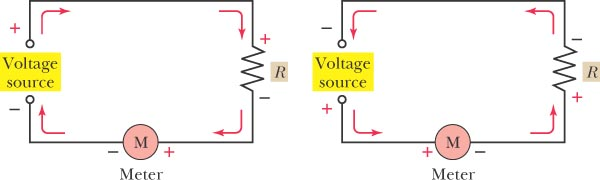 +
+
Voltage
source
R
−
−
−
M
+
Meter
−
−
Voltage
source
R
+
+
+
M
−
Meter